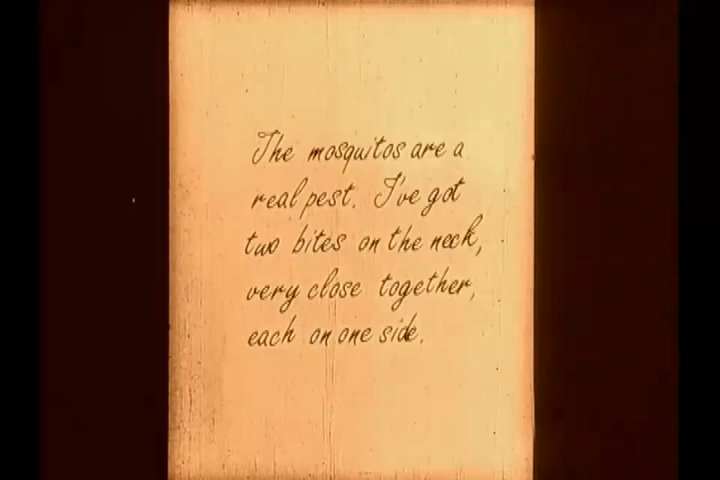 The mosquitos are a
real pest. I've got
two bites on the neck,
very close together,
each on one side.